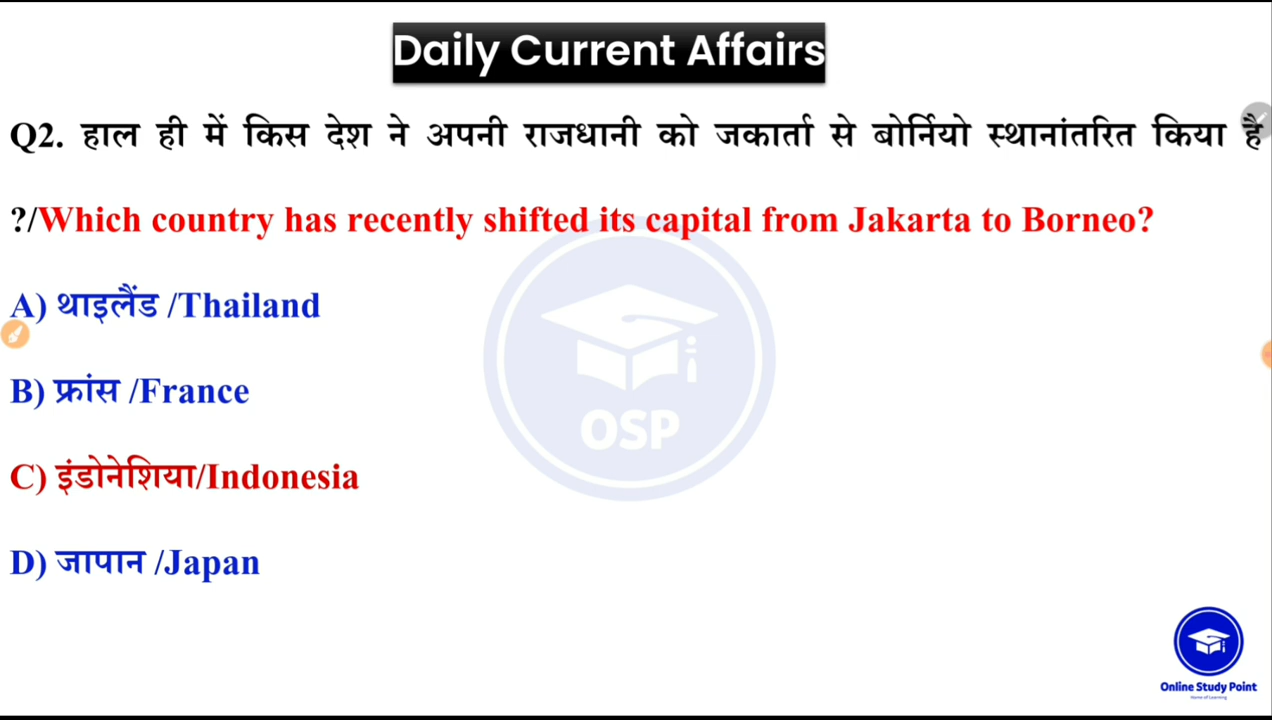 Daily Current Affairs
Q2. हाल ही में किस देश ने अपनी राजधानी को जकार्ता से बोर्नियो स्थानांतरित किया है
?/Which country has recently shifted its capital from Jakarta to Borneo?
A) थाइलैंड /Thailand
B) फ्रांस /France
C) इंडोनेशिया/Indonesia
D) जापान /Japan
OSP
Online Study Point
Home of Learning